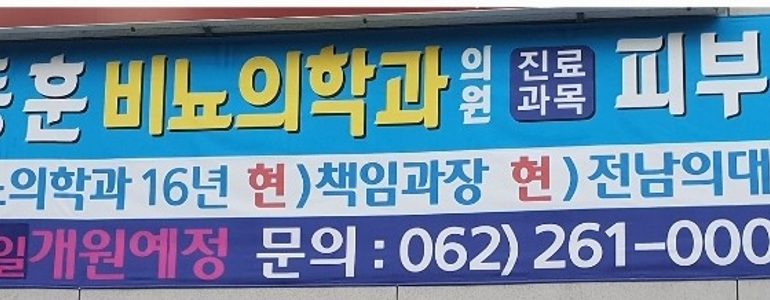 훈 비뇨의학과 의원 진료과목 피부
의학과 16년 현)책임과장 현)전남의대
일 개원예정 문의 : 062) 261-000